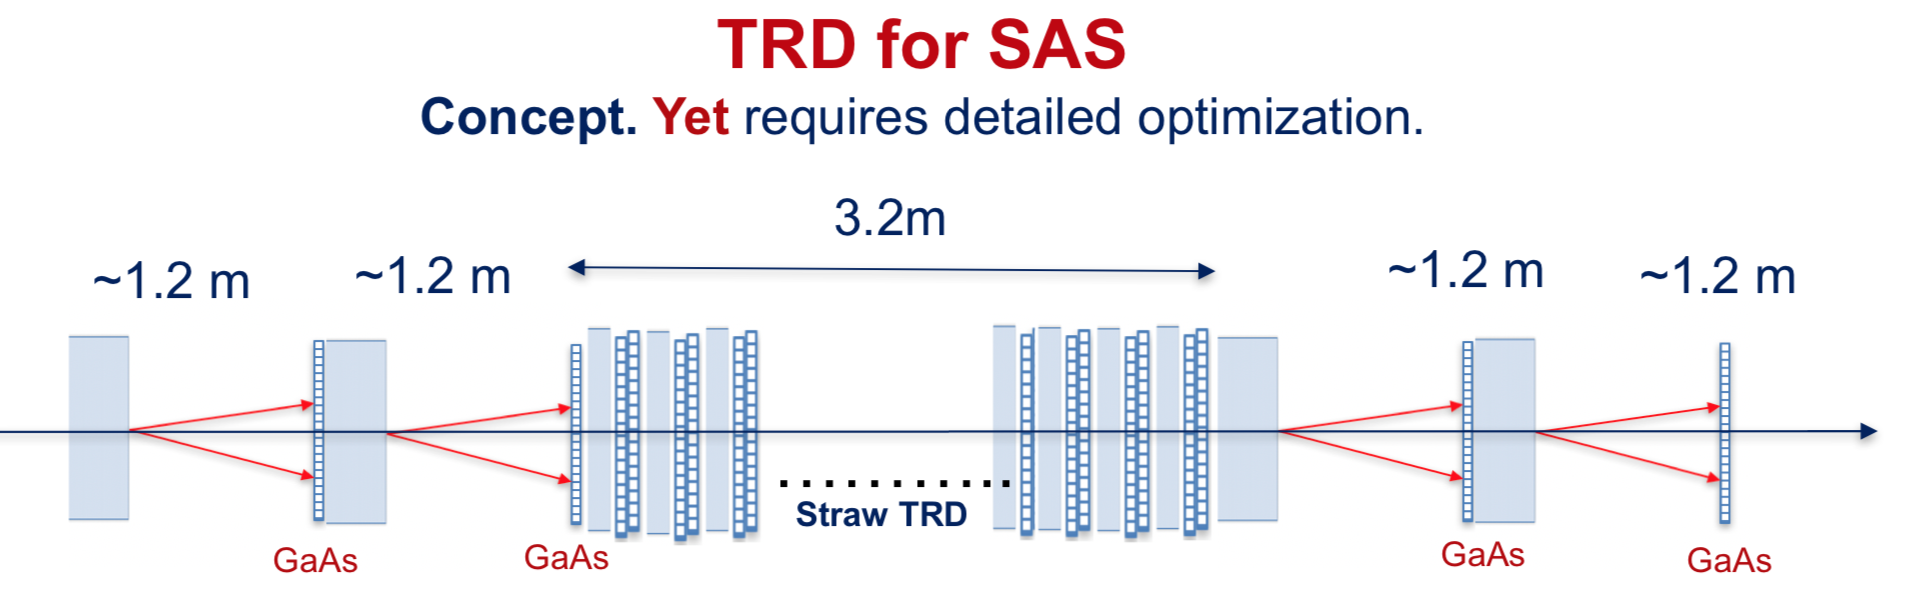 TRD for SAS
Concept. Yet requires detailed optimization.
3.2m
~1.2 m
~1.2 m
~1.2 m
~1.2 m
Straw TRD
GaAs
GaAs
GaAs
GaAs